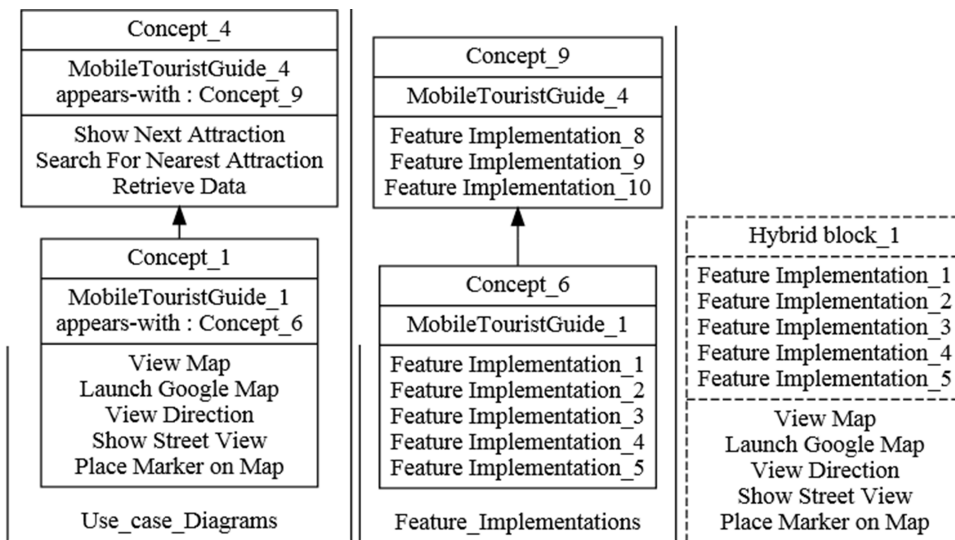 Concept_4
MobileTouristGuide_4
appears-with : Concept_9
Show Next Attraction
Search For Nearest Attraction
Retrieve Data
Concept_1
MobileTouristGuide_1
appears-with : Concept_6
View Map
Launch Google Map
View Direction
Show Street View
Place Marker on Map
Use_case_Diagrams
Concept_9
MobileTouristGuide_4
Feature Implementation_8
Feature Implementation_9
Feature Implementation_10
Concept_6
MobileTouristGuide_1
Feature Implementation_1
Feature Implementation_2
Feature Implementation_3
Feature Implementation_4
Feature Implementation_5
Feature_Implementations
Hybrid block_1
Feature Implementation_1
Feature Implementation_2
Feature Implementation_3
Feature Implementation_4
Feature Implementation_5
View Map
Launch Google Map
View Direction
Show Street View
Place Marker on Map